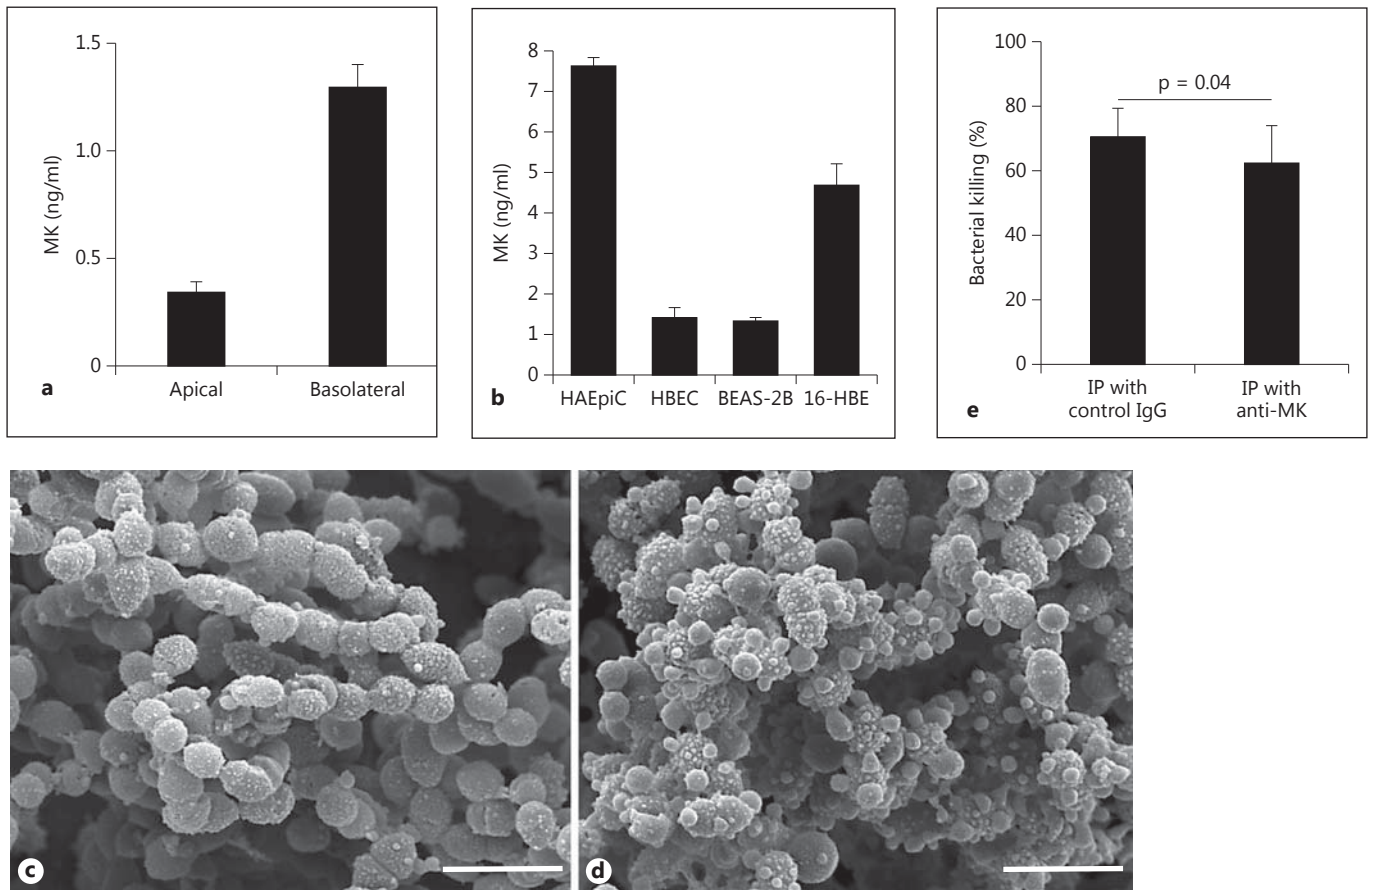 1.5
1.0
0.5
0
MK (ng/ml)
Apical
Basolateral
a
8
7
6
5
4
3
2
1
0
MK (ng/ml)
HAEpiC
HBEC
BEAS-2B
16-HBE
b
100
80
60
40
20
0
Bacterial killing (%)
p = 0.04
IP with
control IgG
IP with
anti-MK
e
c
d